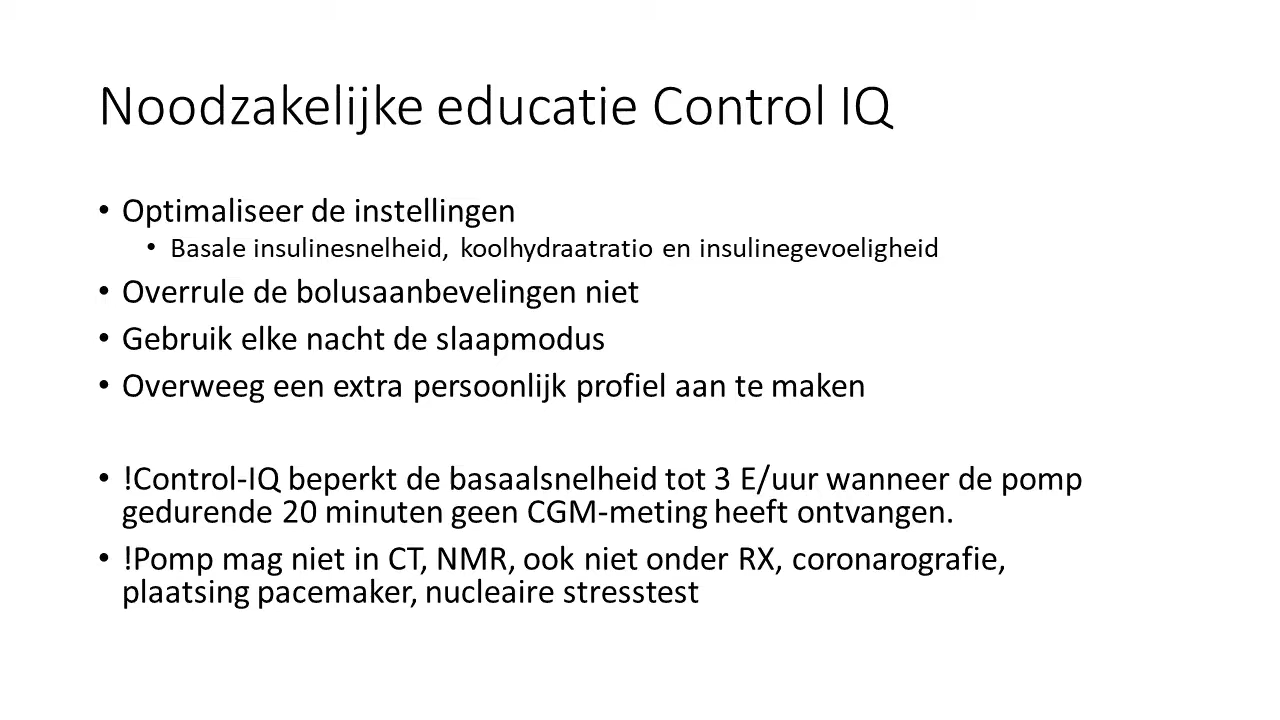 Noodzakelijke educatie Control IQ
• Optimaliseer de instellingen
• Basale insulinesnelheid, koolhydraatratio en insulinegevoeligheid
• Overrule de bolusaanbevelingen niet
• Gebruik elke nacht de slaapmodus
• Overweeg een extra persoonlijk profiel aan te maken
• !Control-IQ beperkt de basaalsnelheid tot 3 E/uur wanneer de pomp
gedurende 20 minuten geen CGM-meting heeft ontvangen.
• !Pomp mag niet in CT, NMR, ook niet onder RX, coronarografie,
plaatsing pacemaker, nucleaire stresstest